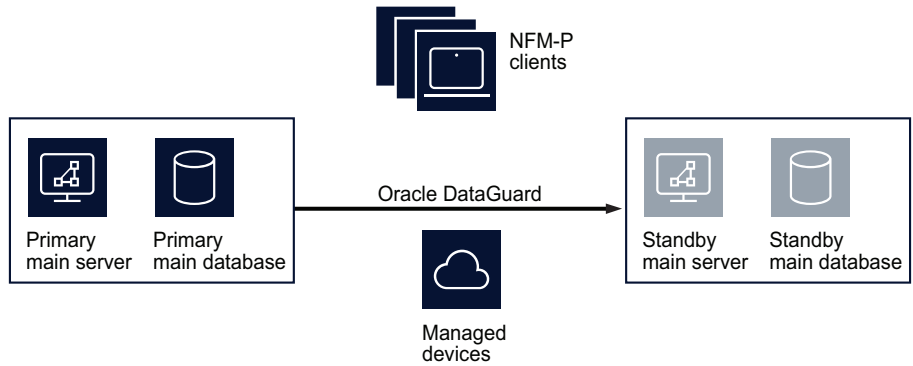 NFM-P
clients
Oracle DataGuard
Primary
main server
Primary
main database
Standby
main server
Standby
main database
Managed
devices